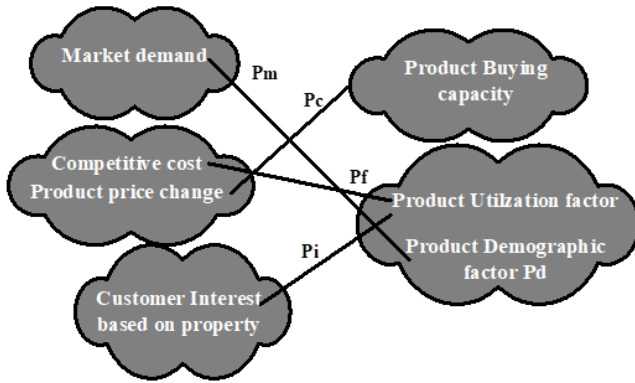 Market demand
Pm
Product Buying
capacity
Pc
Competitive cost
Product price change
Pf
Product Utilzation factor
Product Demographic
factor Pd
Pi
Customer Interest
based on property